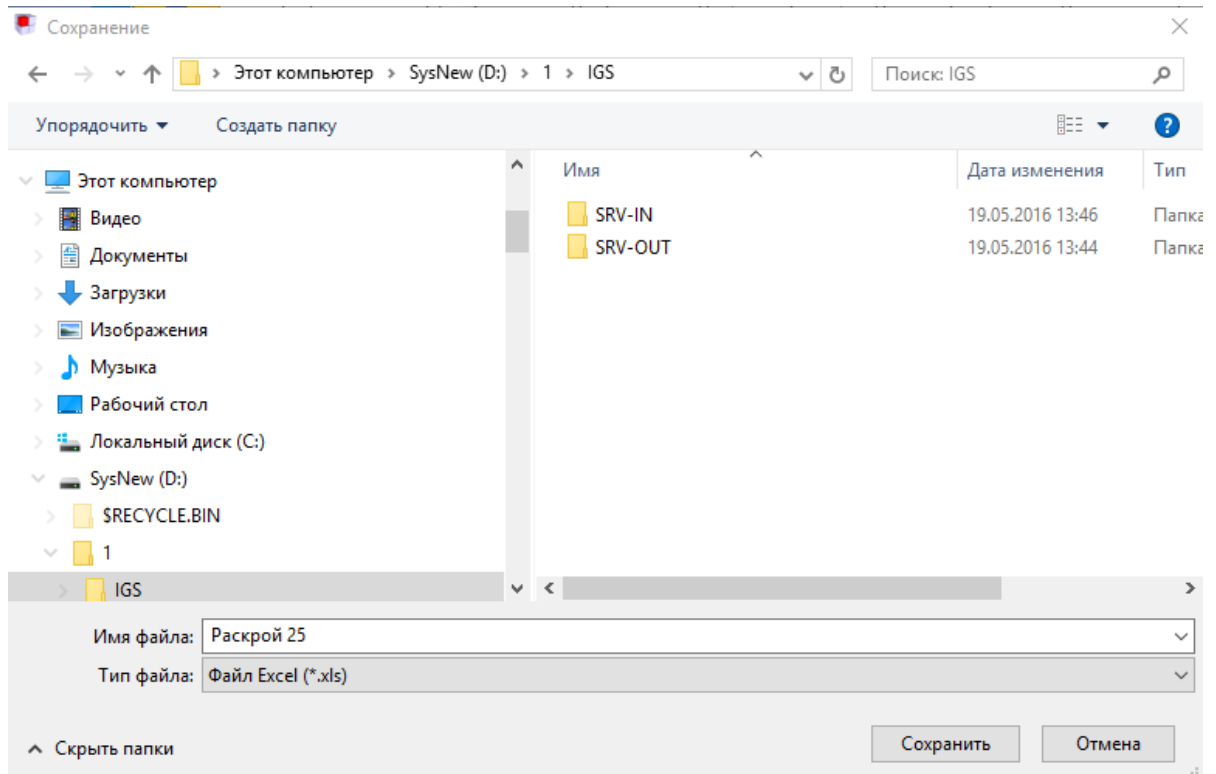 Сохранение
Этот компьютер > SysNew (D:) > 1 > IGS
Поиск: IGS
Упорядочить
Создать папку
?
Имя
Дата изменения
Тип
Этот компьютер
Видео
Документы
Загрузки
Изображения
Музыка
Рабочий стол
Локальный диск (C:)
SysNew (D:)
$RECYCLE.BIN
1
IGS
SRV-IN 19.05.2016 13:46 Папка
SRV-OUT 19.05.2016 13:44 Папка
Имя файла: Раскрой 25
Тип файла: Файл Excel (*.xls)
Скрыть папки
Сохранить
Отмена